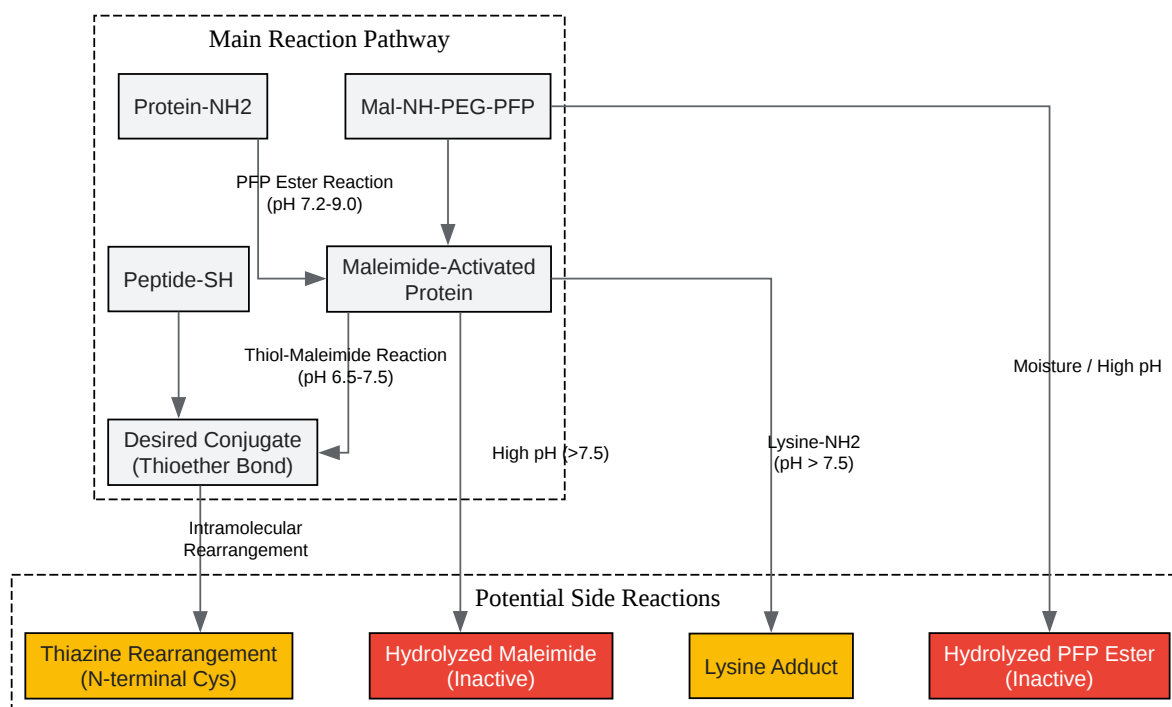 Main Reaction Pathway
Protein-NH2
Mal-NH-PEG-PFP
PFP Ester Reaction
(pH 7.2-9.0)
Peptide-SH
Maleimide-Activated
Protein
Thiol-Maleimide Reaction
(pH 6.5-7.5)
Moisture / High pH
Desired Conjugate
(Thioether Bond)
High pH (>7.5)
Lysine-NH2
(pH > 7.5)
Intramolecular
Rearrangement
Potential Side Reactions
Thiazine Rearrangement
(N-terminal Cys)
Hydrolyzed Maleimide
(Inactive)
Lysine Adduct
Hydrolyzed PFP Ester
(Inactive)